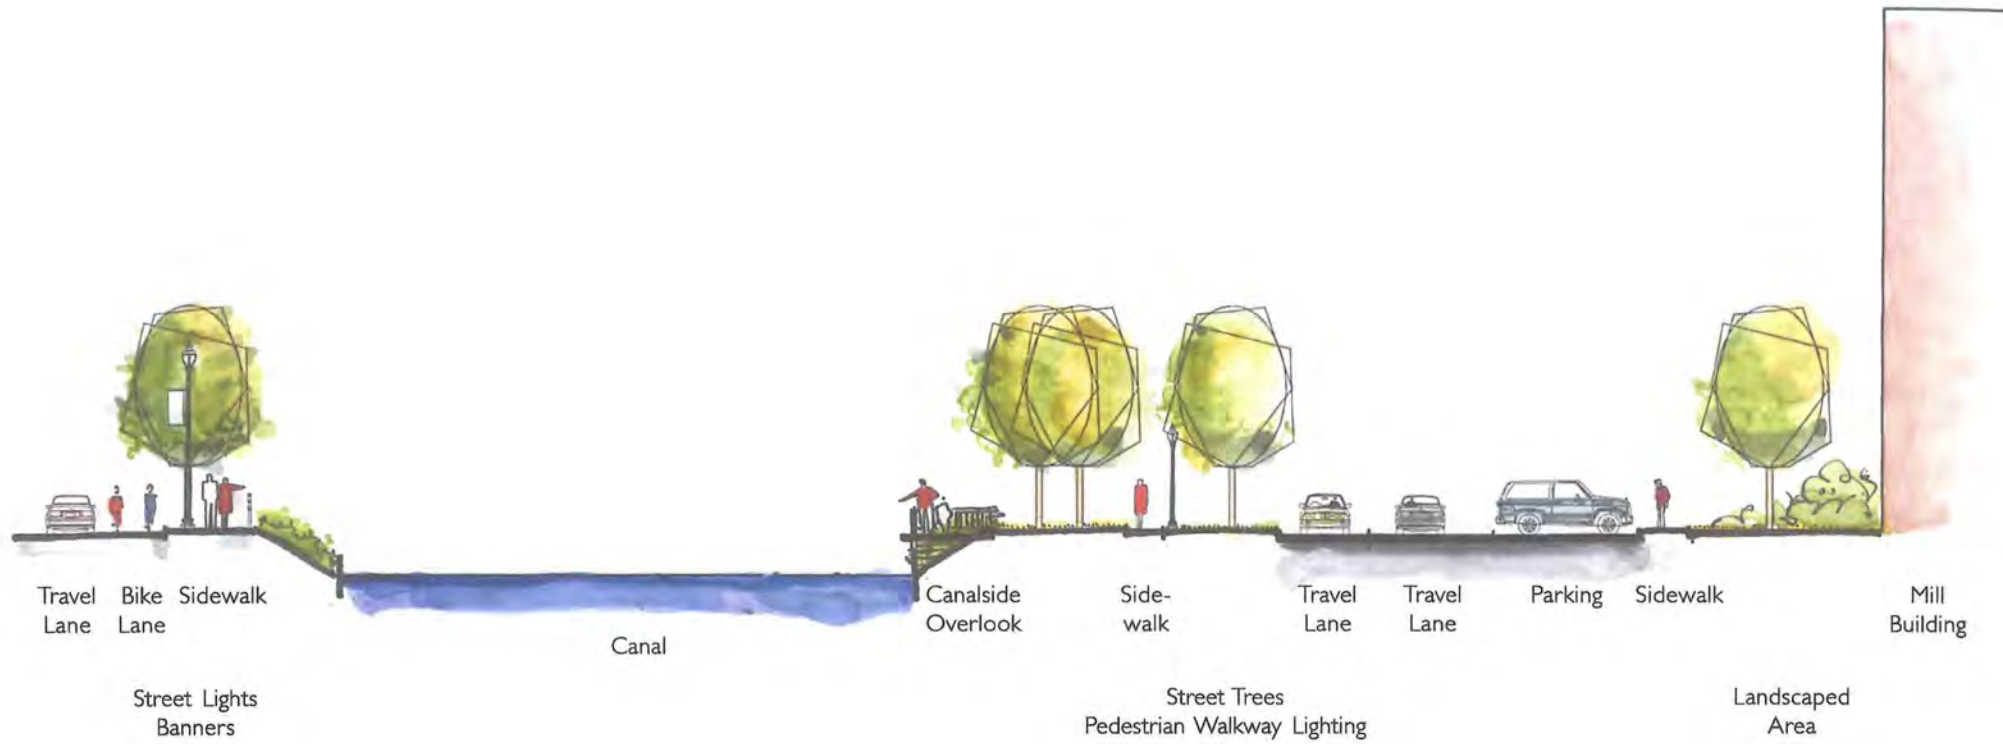 Travel
Lane
Bike
Lane
Sidewalk
Canal
Canalside
Overlook
Side-
walk
Travel
Lane
Travel
Lane
Parking
Sidewalk
Mill
Building
Street Lights
Banners
Street Trees
Pedestrian Walkway Lighting
Landscaped
Area